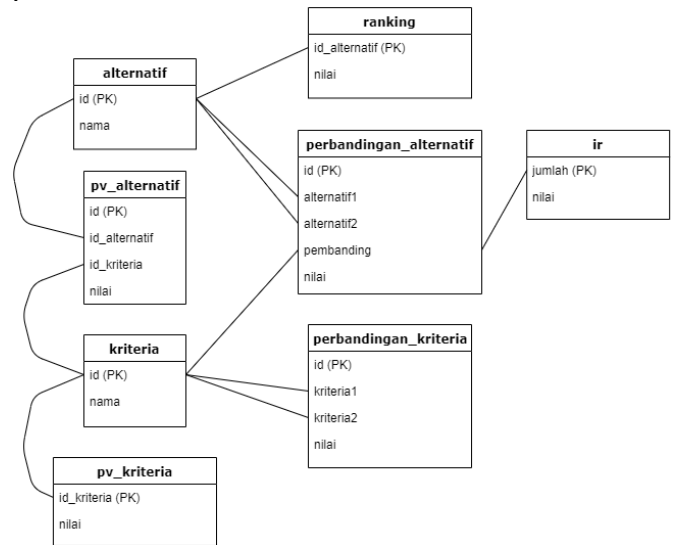 ranking
id_alternatif (PK)
nilai
alternatif
id (PK)
nama
perbandingan_alternatif
id (PK)
alternatif1
alternatif2
pembanding
nilai
ir
jumlah (PK)
nilai
pv_alternatif
id (PK)
id_alternatif
id_kriteria
nilai
kriteria
id (PK)
nama
perbandingan_kriteria
id (PK)
kriteria1
kriteria2
nilai
pv_kriteria
id_kriteria (PK)
nilai